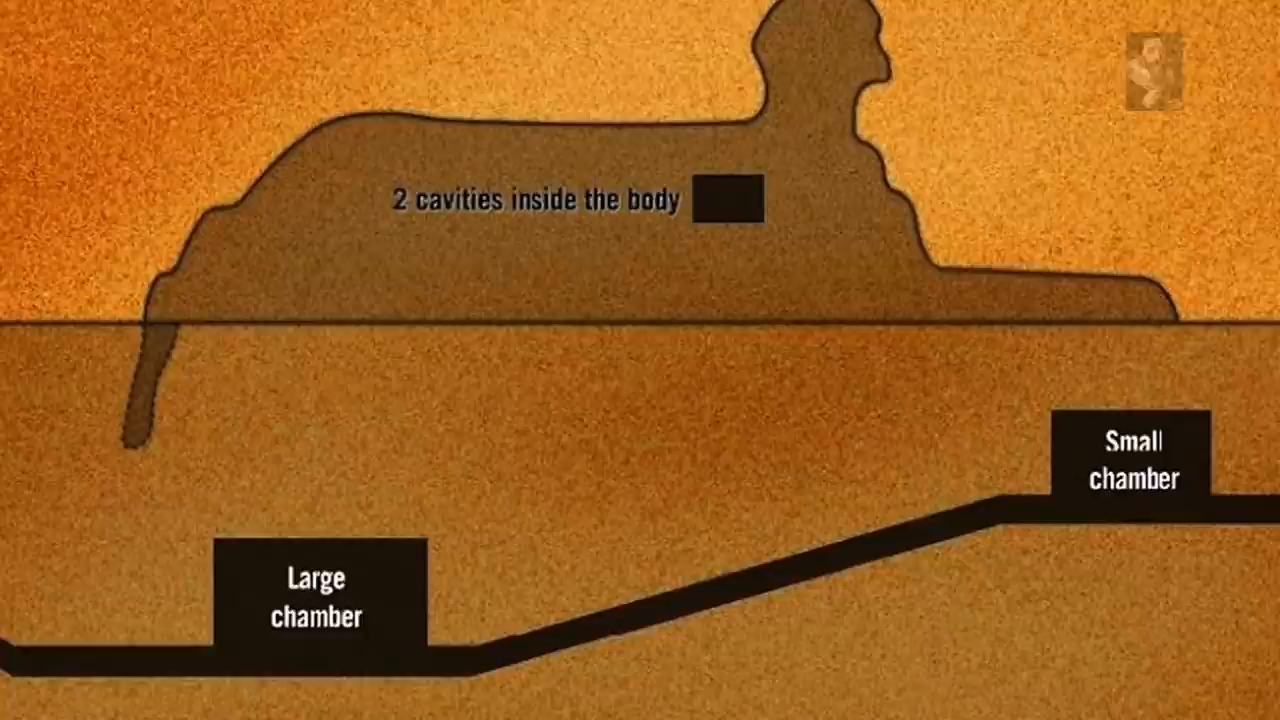 2 cavities inside the body
Small
chamber
Large
chamber